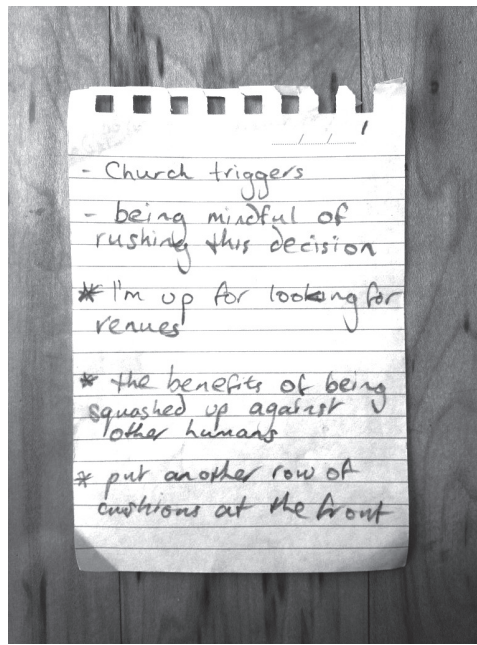 - Church triggers
- being mindful of
rushing this decision
* I'm up for looking for
venues
* the benefits of being
squashed up against
other humans
* put another row of
cushions at the front